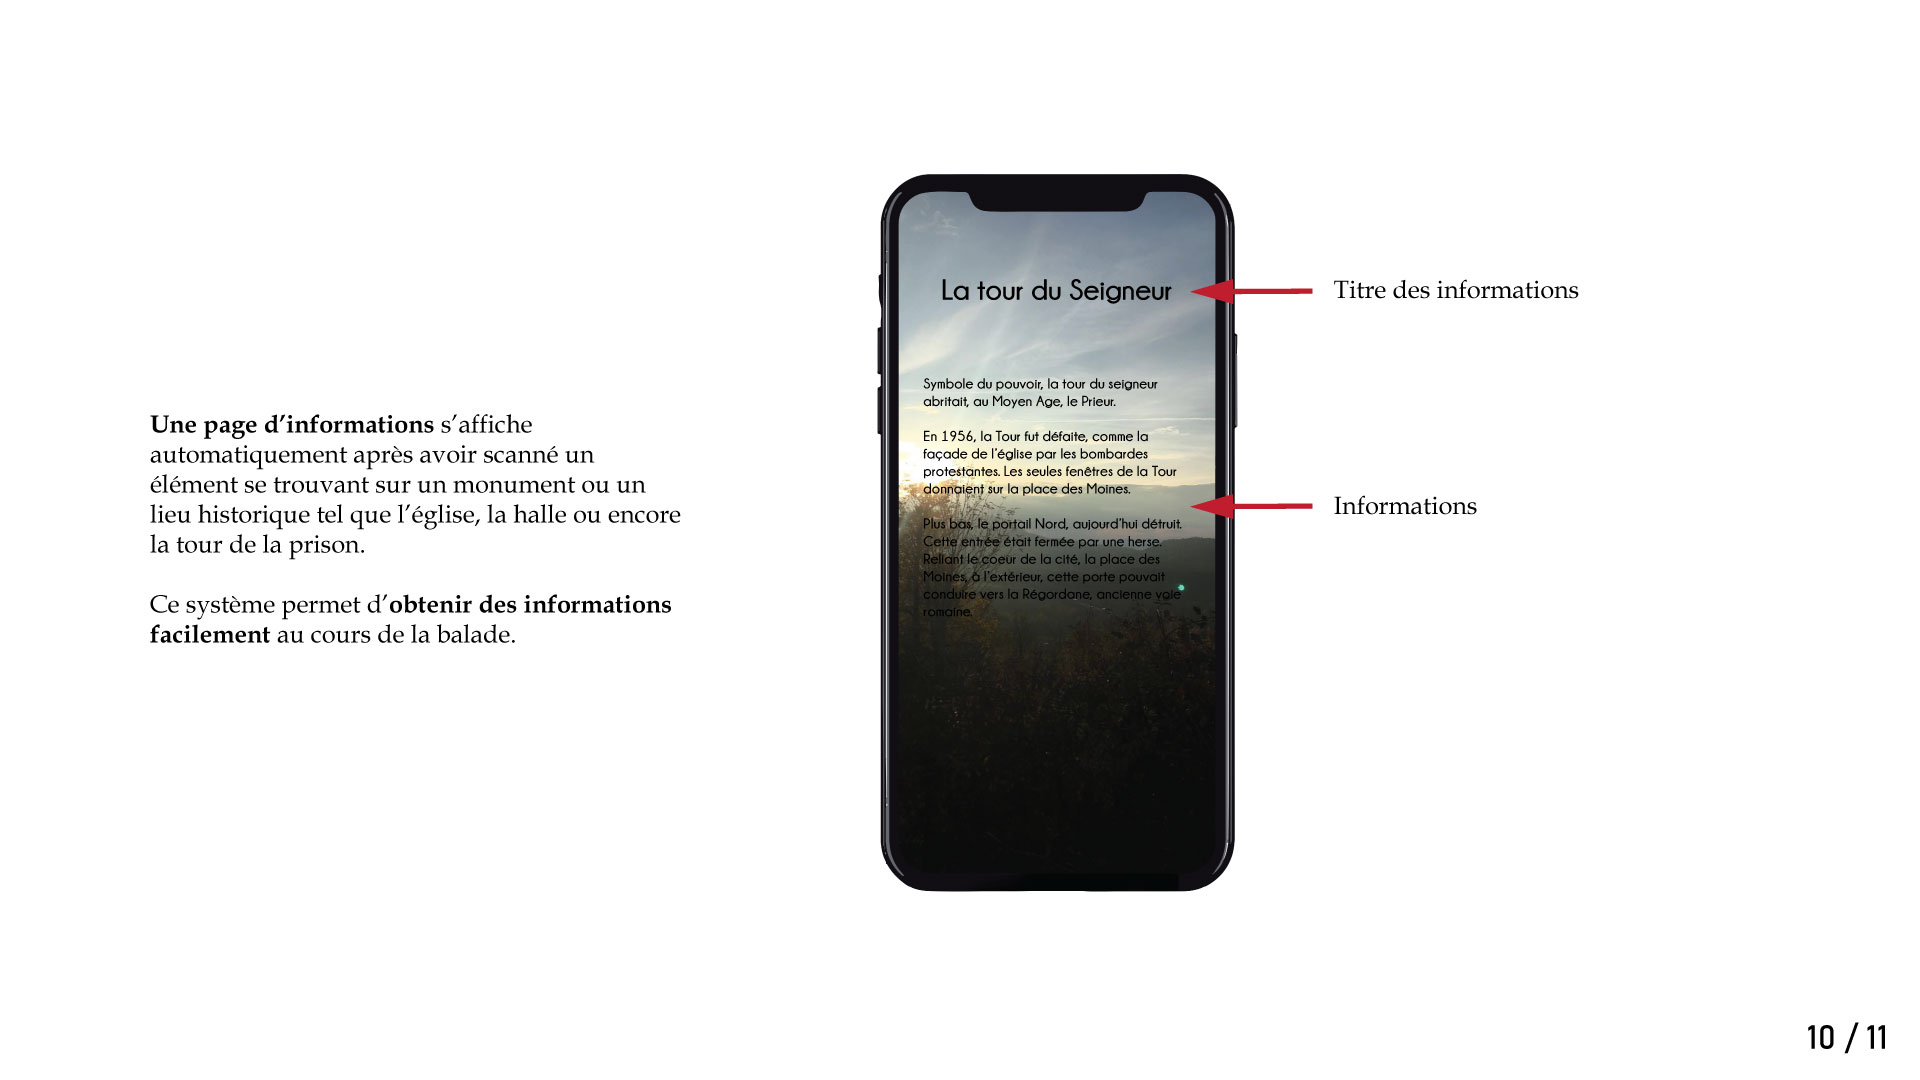 Une page d’informations s’affiche
automatiquement après avoir scanné un
élément se trouvant sur un monument ou un
lieu historique tel que l’église, la halle ou encore
la tour de la prison.
Ce système permet d’obtenir des informations
facilement au cours de la balade.
La tour du Seigneur
Symbole du pouvoir, la tour du seigneur
abritait, au Moyen Age, le Prieur.
En 1956, la Tour fut défaite, comme la
façade de l’église par les bombardes
protestantes. Les seules fenêtres de la Tour
donnaient sur la place des Moines.
Plus bas, le portail Nord, aujourd’hui détruit.
Cette entrée était fermée par une herse.
Reliant le coeur de la cité, la place des
Moines, à l’extérieur, cette porte pouvait
conduire vers la Régordane, ancienne voie
romaine.
Titre des informations
Informations
10 / 11